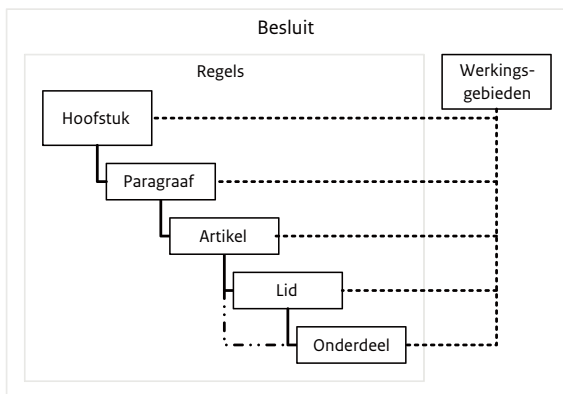 Besluit
Regels
Werkings-
gebieden
Hoofstuk
Paragraaf
Artikel
Lid
Onderdeel